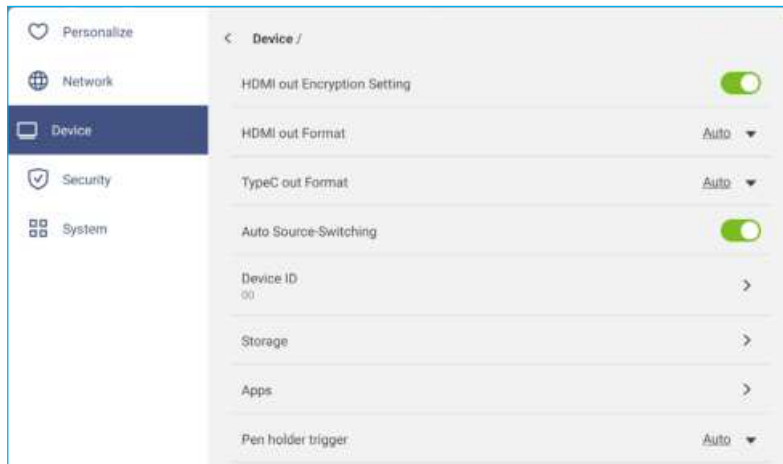 Personalize
Network
Device
Security
System
Device /
HDMI out Encryption Setting
HDMI out Format
Auto
TypeC out Format
Auto
Auto Source-Switching
Device ID
00
Storage
Apps
Pen holder trigger
Auto